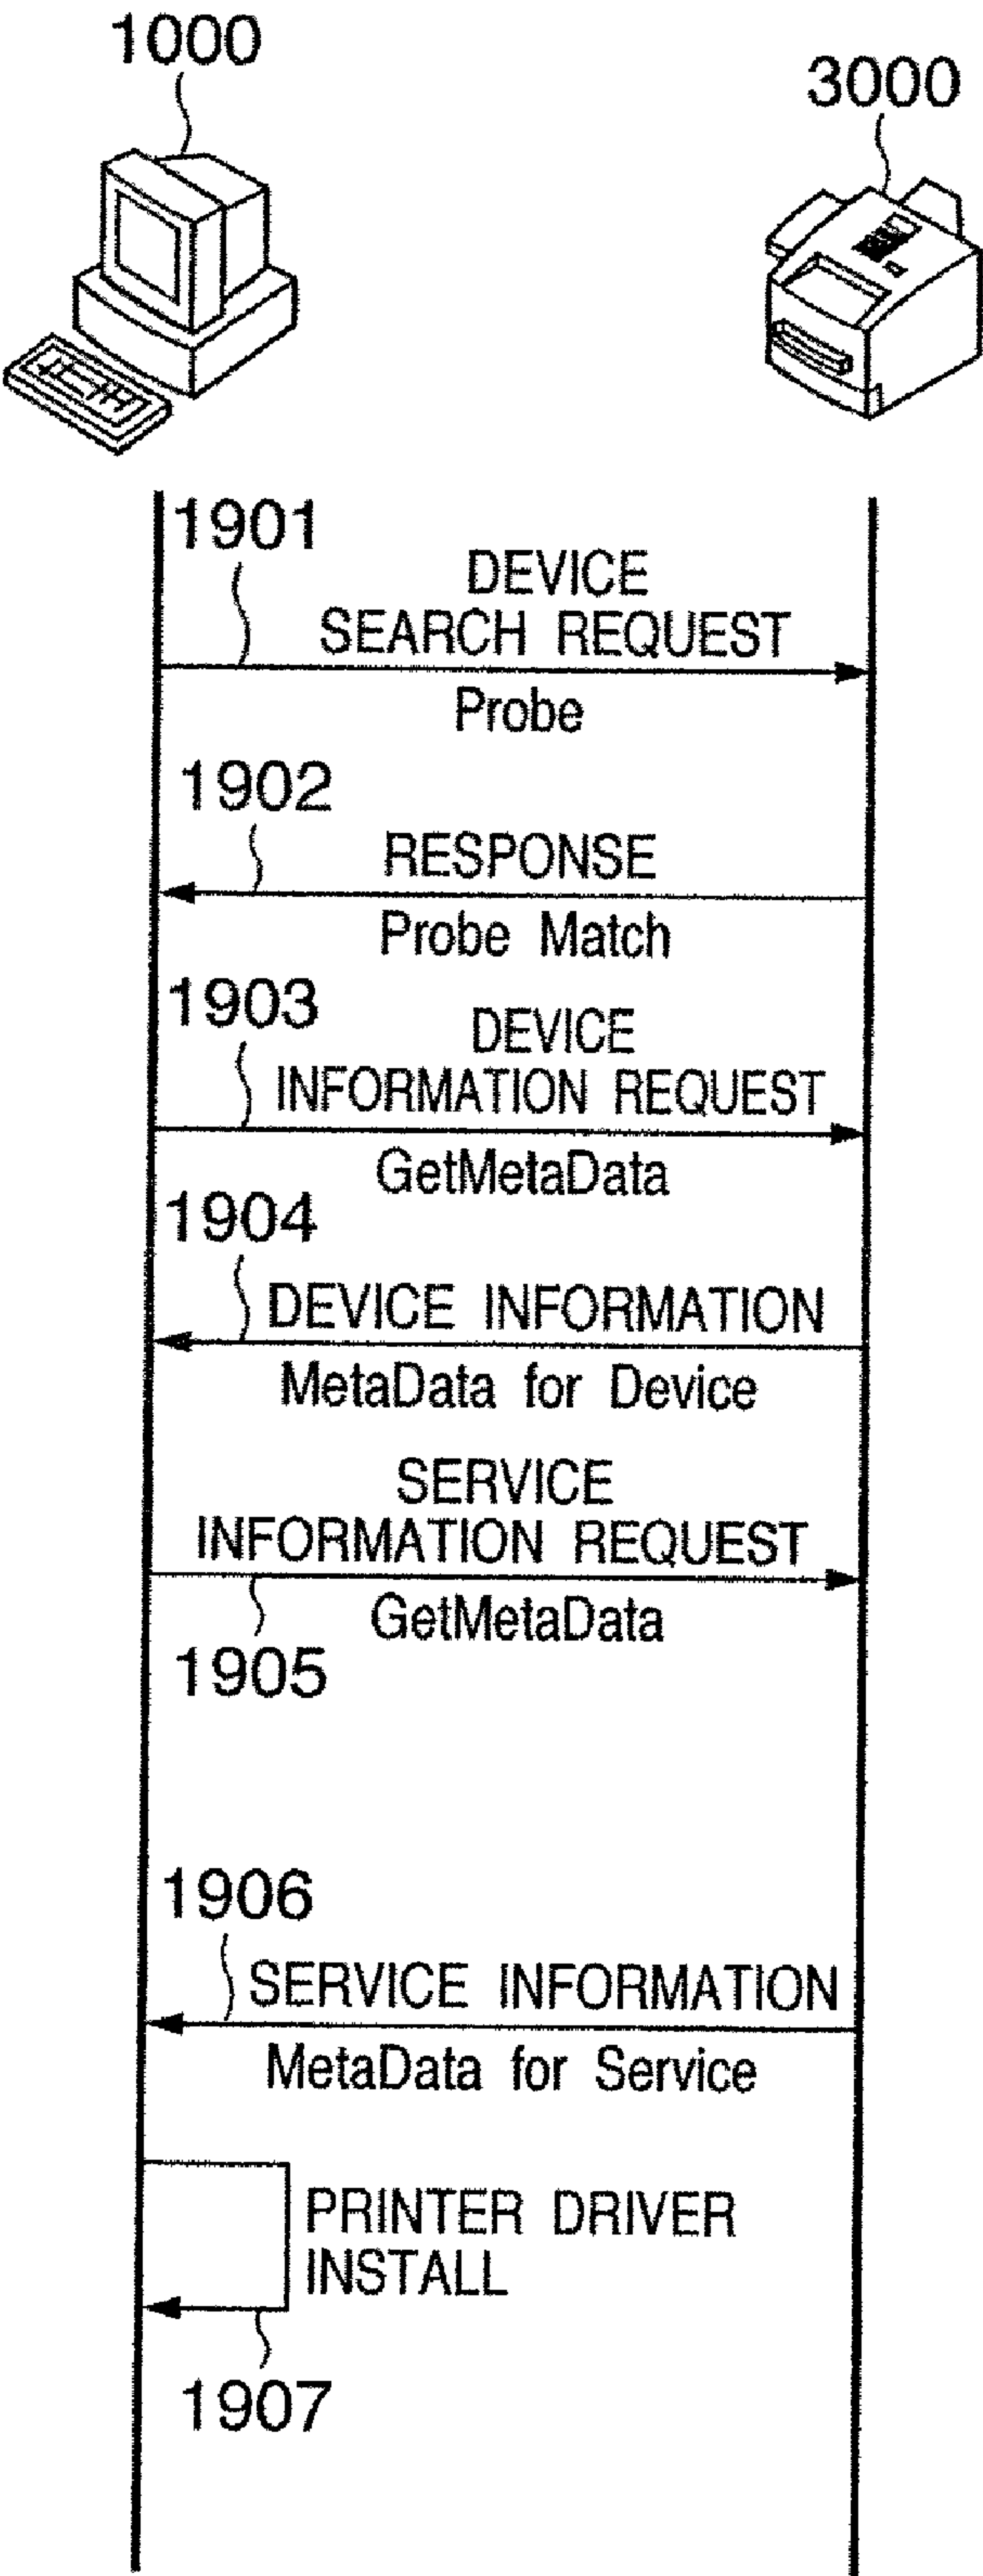 1000
3000
1901
DEVICE
SEARCH REQUEST
Probe
1902
RESPONSE
Probe Match
1903
DEVICE
INFORMATION REQUEST
GetMetaData
1904
DEVICE INFORMATION
MetaData for Device
SERVICE
INFORMATION REQUEST
GetMetaData
1905
1906
SERVICE INFORMATION
MetaData for Service
PRINTER DRIVER
INSTALL
1907